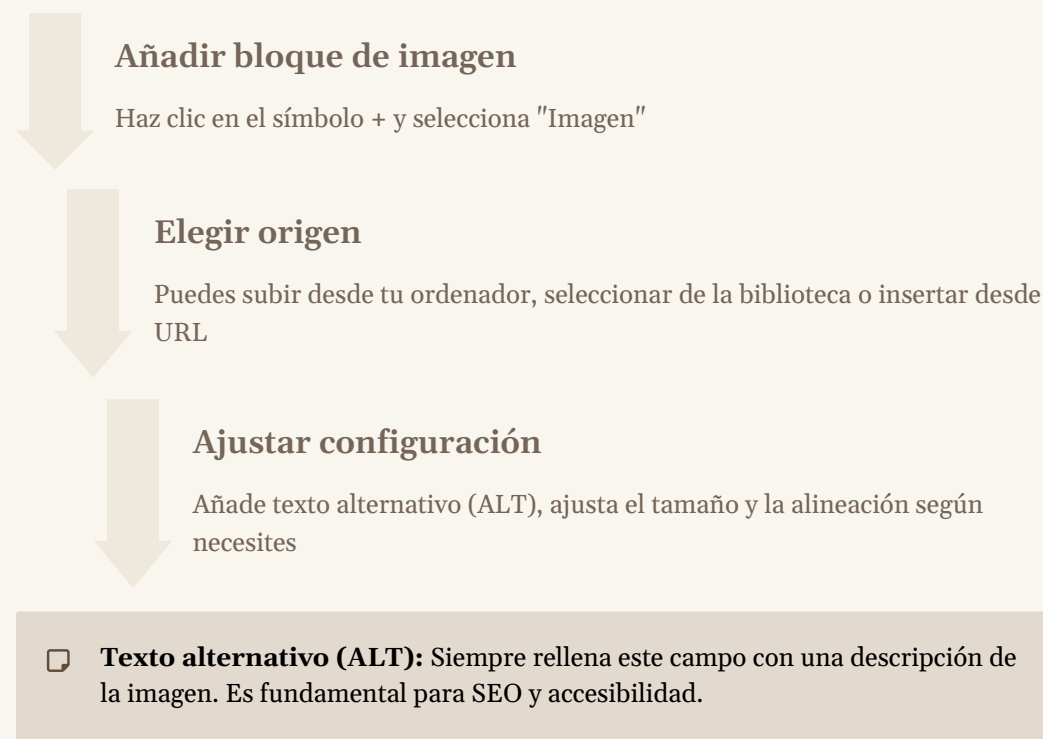 Añadir bloque de imagen
Haz clic en el símbolo + y selecciona "Imagen"
Elegir origen
Puedes subir desde tu ordenador, seleccionar de la biblioteca o insertar desde
URL
Ajustar configuración
Añade texto alternativo (ALT), ajusta el tamaño y la alineación según
necesites
Texto alternativo (ALT): Siempre rellena este campo con una descripción de
la imagen. Es fundamental para SEO y accesibilidad.